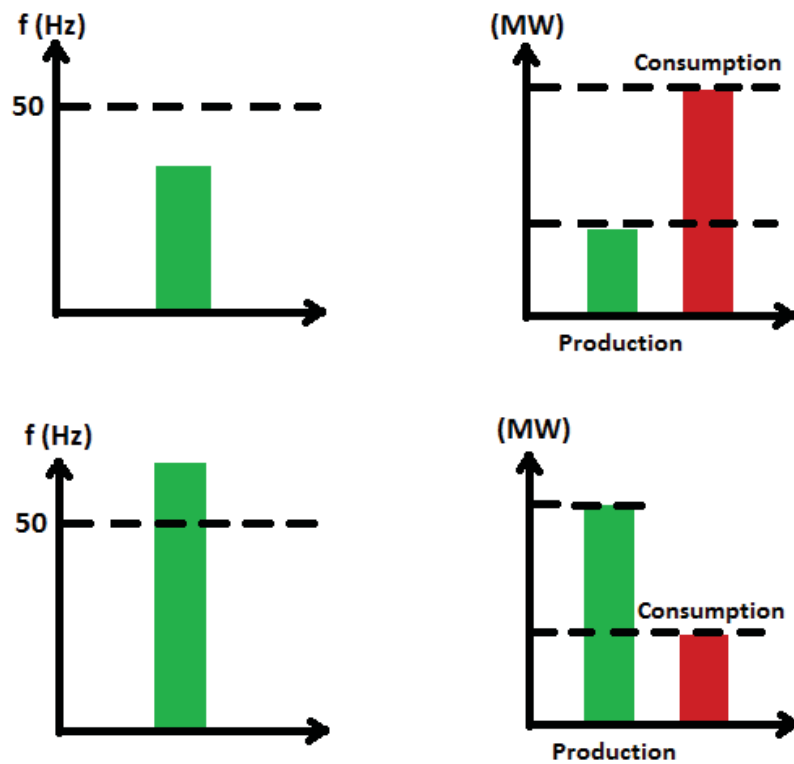 f (Hz)
50
(MW)
Consumption
Production
f (Hz)
50
(MW)
Consumption
Production